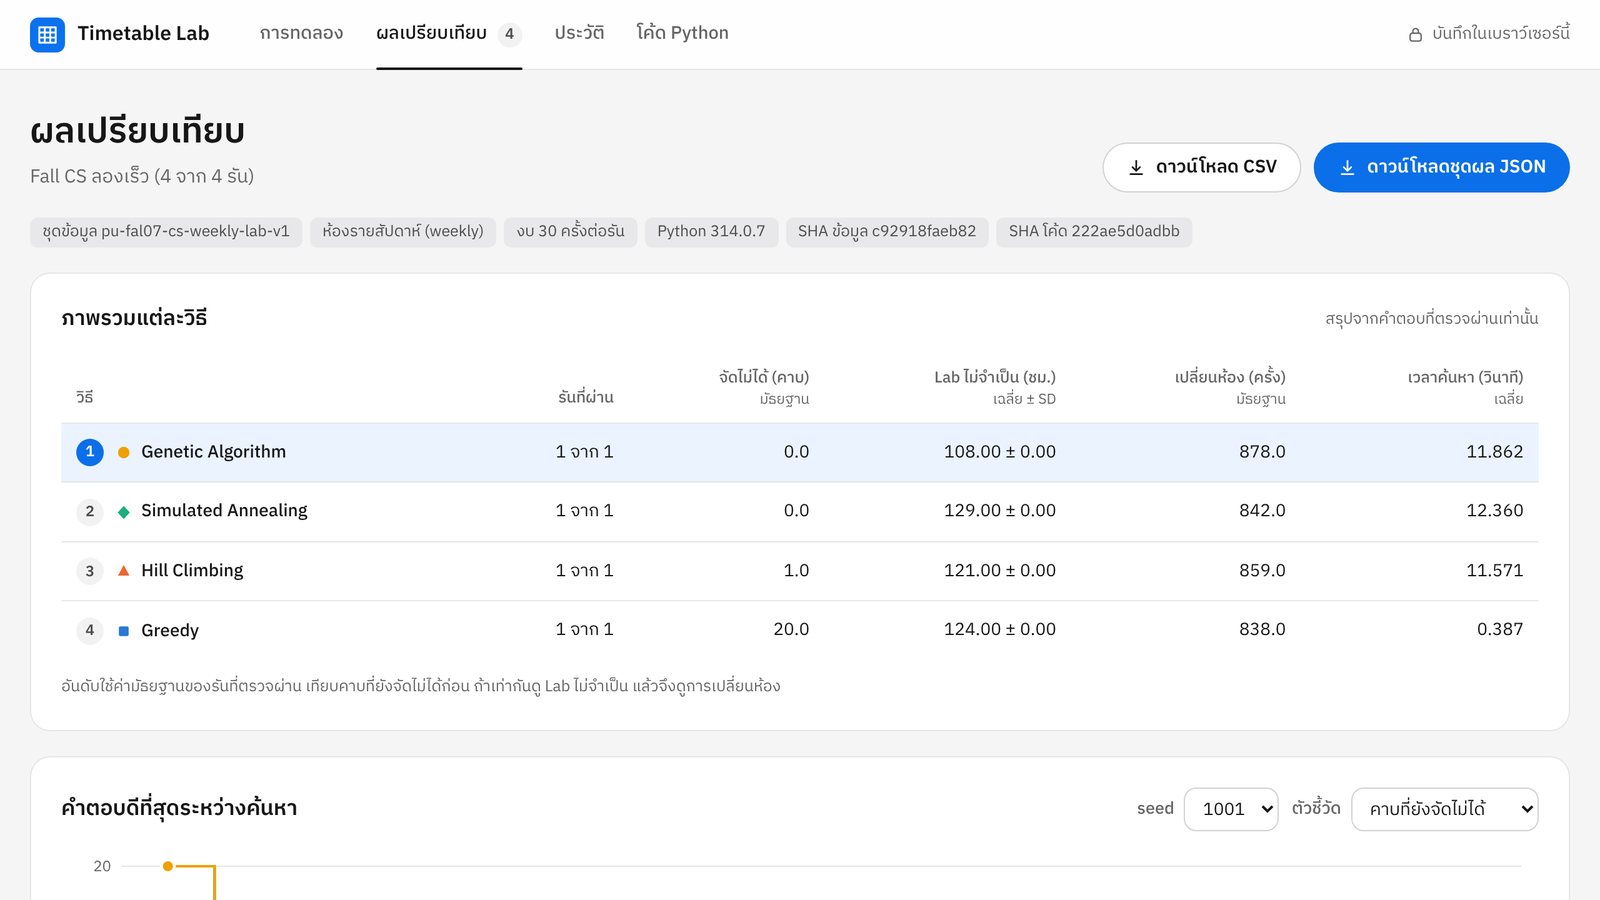 Timetable Lab
การทดลอง
ผลเปรียบเทียบ 4
ประวัติ
โค้ด Python
บันทึกในเบราว์เซอร์นี้
ผลเปรียบเทียบ
Fall CS ลองเร็ว (4 จาก 4 รัน)
ดาวน์โหลด CSV
ดาวน์โหลดชุดผล JSON
ชุดข้อมูล pu-fal07-cs-weekly-lab-v1
ห้องรายสัปดาห์ (weekly)
งบ 30 ครั้งต่อรัน
Python 314.0.7
SHA ข้อมูล c92918faeb82
SHA โค้ด 222ae5d0adbb
ภาพรวมแต่ละวิธี
สรุปจากคำตอบที่ตรวจผ่านเท่านั้น
วิธี
รันที่ผ่าน
จัดไม่ได้ (คาบ)
มัธยฐาน
Lab ไม่จำเป็น (ชม.)
เฉลี่ย ± SD
เปลี่ยนห้อง (ครั้ง)
มัธยฐาน
เวลาค้นหา (วินาที)
เฉลี่ย
1 Genetic Algorithm 1 จาก 1 0.0 108.00 ± 0.00 878.0 11.862
2 Simulated Annealing 1 จาก 1 0.0 129.00 ± 0.00 842.0 12.360
3 Hill Climbing 1 จาก 1 1.0 121.00 ± 0.00 859.0 11.571
4 Greedy 1 จาก 1 20.0 124.00 ± 0.00 838.0 0.387
อันดับใช้ค่ามัธยฐานของรันที่ตรวจผ่าน เทียบคาบที่ยังจัดไม่ได้ก่อน ถ้าเท่ากันดู Lab ไม่จำเป็น แล้วจึงดูการเปลี่ยนห้อง
คำตอบดีที่สุดระหว่างค้นหา
seed 1001
ตัวชี้วัด คาบที่ยังจัดไม่ได้
20